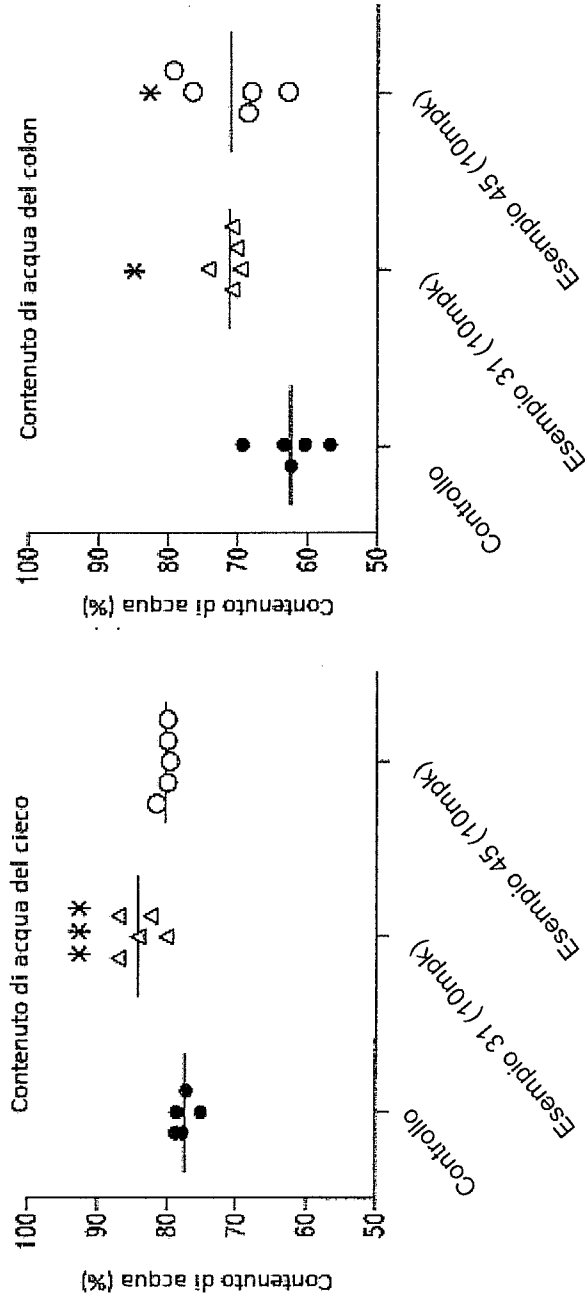 Contenuto di acqua del cieco
Contenuto di acqua (%)
100
90
80
70
60
50
***
Controllo
Esempio 31 (10mpk)
Esempio 45 (10mpk)
Contenuto di acqua del colon
Contenuto di acqua (%)
100
90
80
70
60
50
*
*
Controllo
Esempio 31 (10mpk)
Esempio 45 (10mpk)